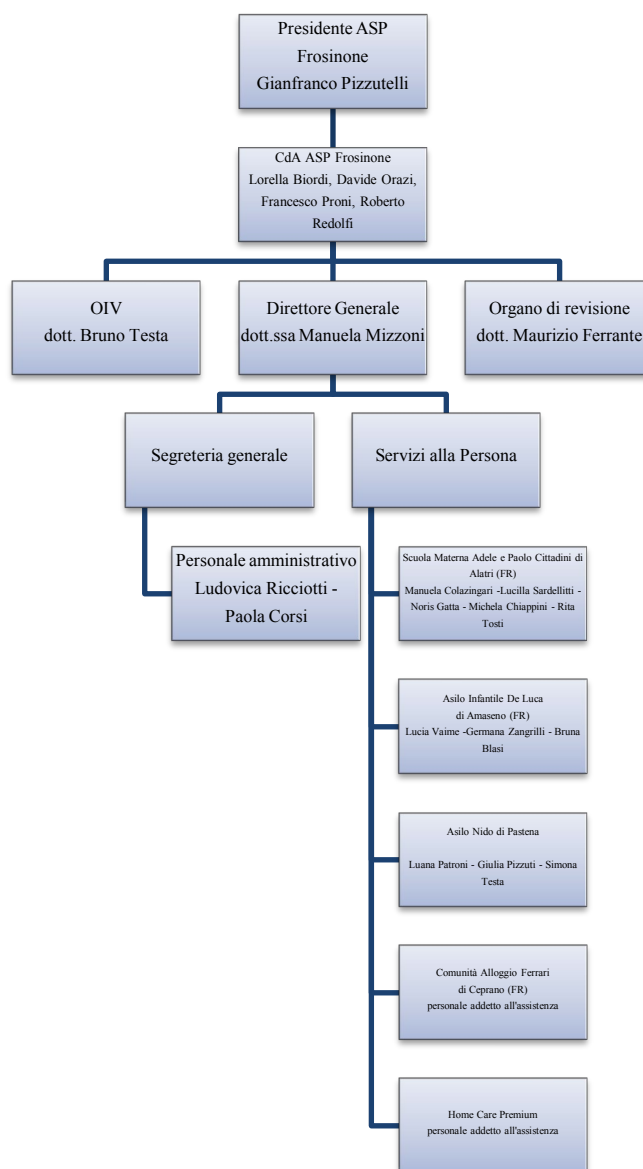 Presidente ASP
Frosinone
Gianfranco Pizzutelli
CdA ASP Frosinone
Lorella Biordi, Davide Orazi,
Francesco Proni, Roberto
Redolfi
OIV
dott. Bruno Testa
Direttore Generale
dott.ssa Manuela Mizzoni
Organo di revisione
dott. Maurizio Ferrante
Segreteria generale
Servizi alla Persona
Personale amministrativo
Ludovica Ricciotti -
Paola Corsi
Scuola Materna Adele e Paolo Cittadini di
Alatri (FR)
Manuela Colazingari -Lucilla Sardellitti -
Noris Gatta - Michela Chiappini - Rita
Tosti
Asilo Infantile De Luca
di Amaseno (FR)
Lucia Vaime -Germana Zangrilli - Bruna
Blasi
Asilo Nido di Pastena
Luana Patroni - Giulia Pizzuti - Simona
Testa
Comunità Alloggio Ferrari
di Ceprano (FR)
personale addetto all'assistenza
Home Care Premium
personale addetto all'assistenza